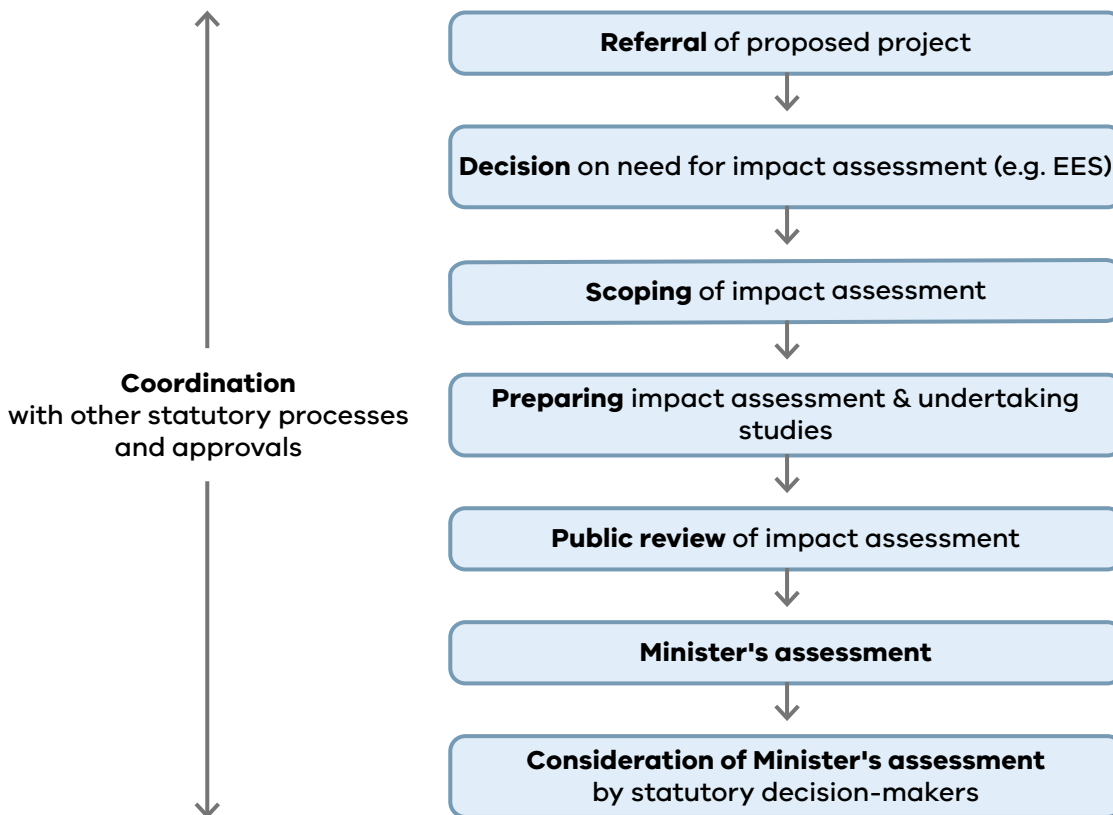 Referral of proposed project
Decision on need for impact assessment (e.g. EES)
Scoping of impact assessment
Coordination
with other statutory processes
and approvals
Preparing impact assessment & undertaking
studies
Public review of impact assessment
Minister's assessment
Consideration of Minister's assessment
by statutory decision-makers